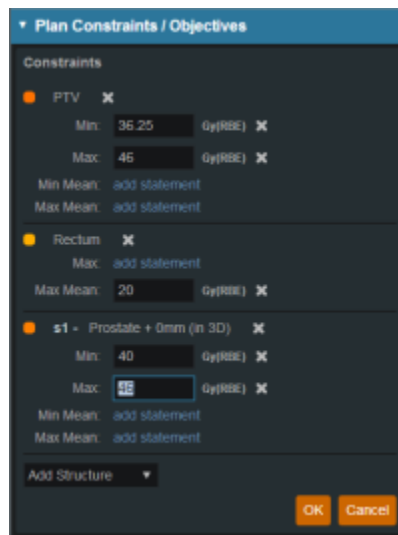 Plan Constraints / Objectives
Constraints
PTV
Min: 36.25 Gy(RBE)
Max: 46 Gy(RBE)
Min Mean: add statement
Max Mean: add statement
Rectum
Max: add statement
Max Mean: 20 Gy(RBE)
s1 - Prostate + 0mm (in 3D)
Min: 40 Gy(RBE)
Max: 46 Gy(RBE)
Min Mean: add statement
Max Mean: add statement
Add Structure
OK Cancel